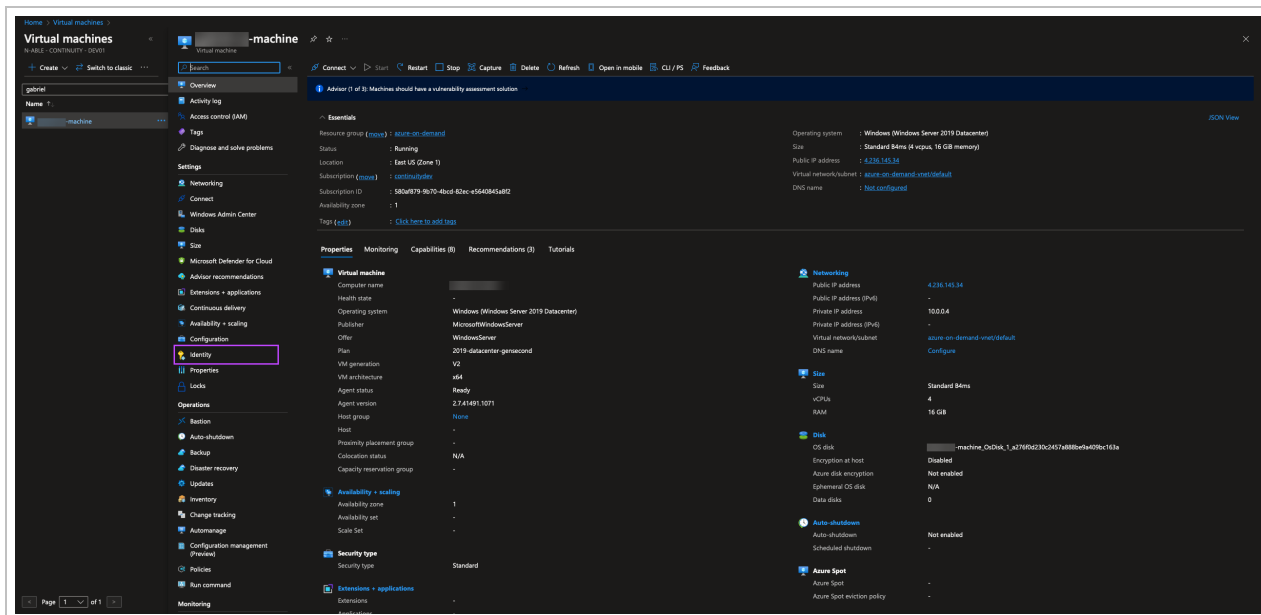 Home > Virtual machines >
Virtual machines
N-ABLE - CONTINUITY - DEV01
Create
Switch to classic
gabriel
Name
-machine
Page 1 of 1
-machine
Virtual machine
Search
Overview
Activity log
Access control (IAM)
Tags
Diagnose and solve problems
Settings
Networking
Connect
Windows Admin Center
Disks
Size
Microsoft Defender for Cloud
Advisor recommendations
Extensions + applications
Continuous delivery
Availability + scaling
Configuration
Identity
Properties
Locks
Operations
Bastion
Auto-shutdown
Backup
Disaster recovery
Updates
Inventory
Change tracking
Automanage
Configuration management
(Preview)
Policies
Run command
Monitoring
Connect Start Restart Stop Capture Delete Refresh Open in mobile CLI / PS Feedback
Advisor (1 of 3): Machines should have a vulnerability assessment solution
Essentials
JSON View
Resource group (move) : azure-on-demand
Status : Running
Location : East US (Zone 1)
Subscription (move) : continuitydev
Subscription ID : 580af879-9b70-4bcd-82ec-e5640845a8f2
Availability zone : 1
Tags (edit) : Click here to add tags
Operating system : Windows (Windows Server 2019 Datacenter)
Size : Standard B4ms (4 vcpus, 16 GiB memory)
Public IP address : 4.236.145.34
Virtual network/subnet : azure-on-demand-vnet/default
DNS name : Not configured
Properties Monitoring Capabilities (8) Recommendations (3) Tutorials
Virtual machine
Computer name
Health state -
Operating system Windows (Windows Server 2019 Datacenter)
Publisher MicrosoftWindowsServer
Offer WindowsServer
Plan 2019-datacenter-gensecond
VM generation V2
VM architecture x64
Agent status Ready
Agent version 2.7.41491.1071
Host group None
Host -
Proximity placement group -
Colocation status N/A
Capacity reservation group -
Availability + scaling
Availability zone 1
Availability set -
Scale Set -
Security type
Security type Standard
Extensions + applications
Extensions -
Applications -
Networking
Public IP address 4.236.145.34
Public IP address (IPv6) -
Private IP address 10.0.0.4
Private IP address (IPv6) -
Virtual network/subnet azure-on-demand-vnet/default
DNS name Configure
Size
Size Standard B4ms
vCPUs 4
RAM 16 GiB
Disk
OS disk -machine_OsDisk_1_a276f0d230c2457a888be9a409bc163a
Encryption at host Disabled
Azure disk encryption Not enabled
Ephemeral OS disk N/A
Data disks 0
Auto-shutdown
Auto-shutdown Not enabled
Scheduled shutdown -
Azure Spot
Azure Spot -
Azure Spot eviction policy -